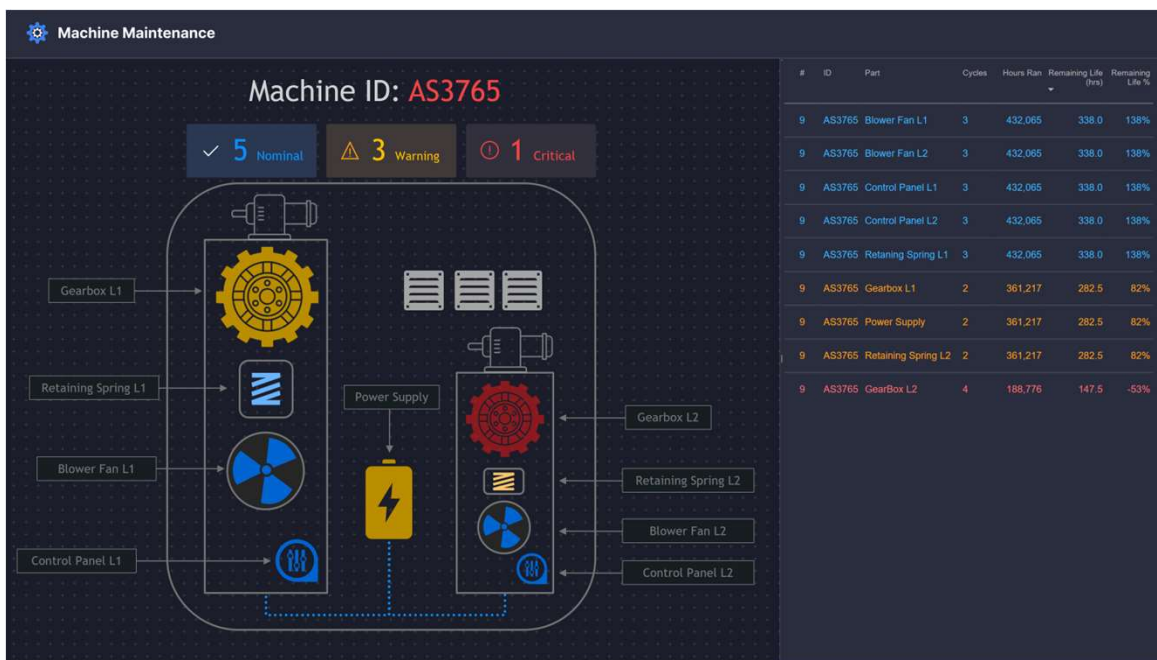 Machine Maintenance
Machine ID: AS3765
5 Nominal
3 Warning
1 Critical
Gearbox L1
Retaining Spring L1
Power Supply
Gearbox L2
Blower Fan L1
Retaining Spring L2
Blower Fan L2
Control Panel L1
Control Panel L2
# ID Part Cycles Hours Ran Remaining Life (hrs) Remaining Life %
9 AS3765 Blower Fan L1 3 432,065 338.0 138%
9 AS3765 Blower Fan L2 3 432,065 338.0 138%
9 AS3765 Control Panel L1 3 432,065 338.0 138%
9 AS3765 Control Panel L2 3 432,065 338.0 138%
9 AS3765 Retaning Spring L1 3 432,065 338.0 138%
9 AS3765 Gearbox L1 2 361,217 282.5 82%
9 AS3765 Power Supply 2 361,217 282.5 82%
9 AS3765 Retaining Spring L2 2 361,217 282.5 82%
9 AS3765 GearBox L2 4 188,776 147.5 -53%